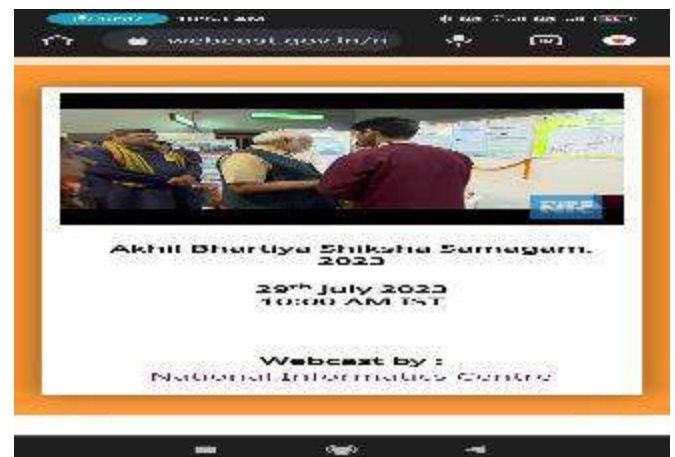 webcast.gov.in/n
NIC
Akhil Bhartiya Shiksha Samagam,
2023
29th July 2023
10:00 AM IST
Webcast by :
National Informatics Centre